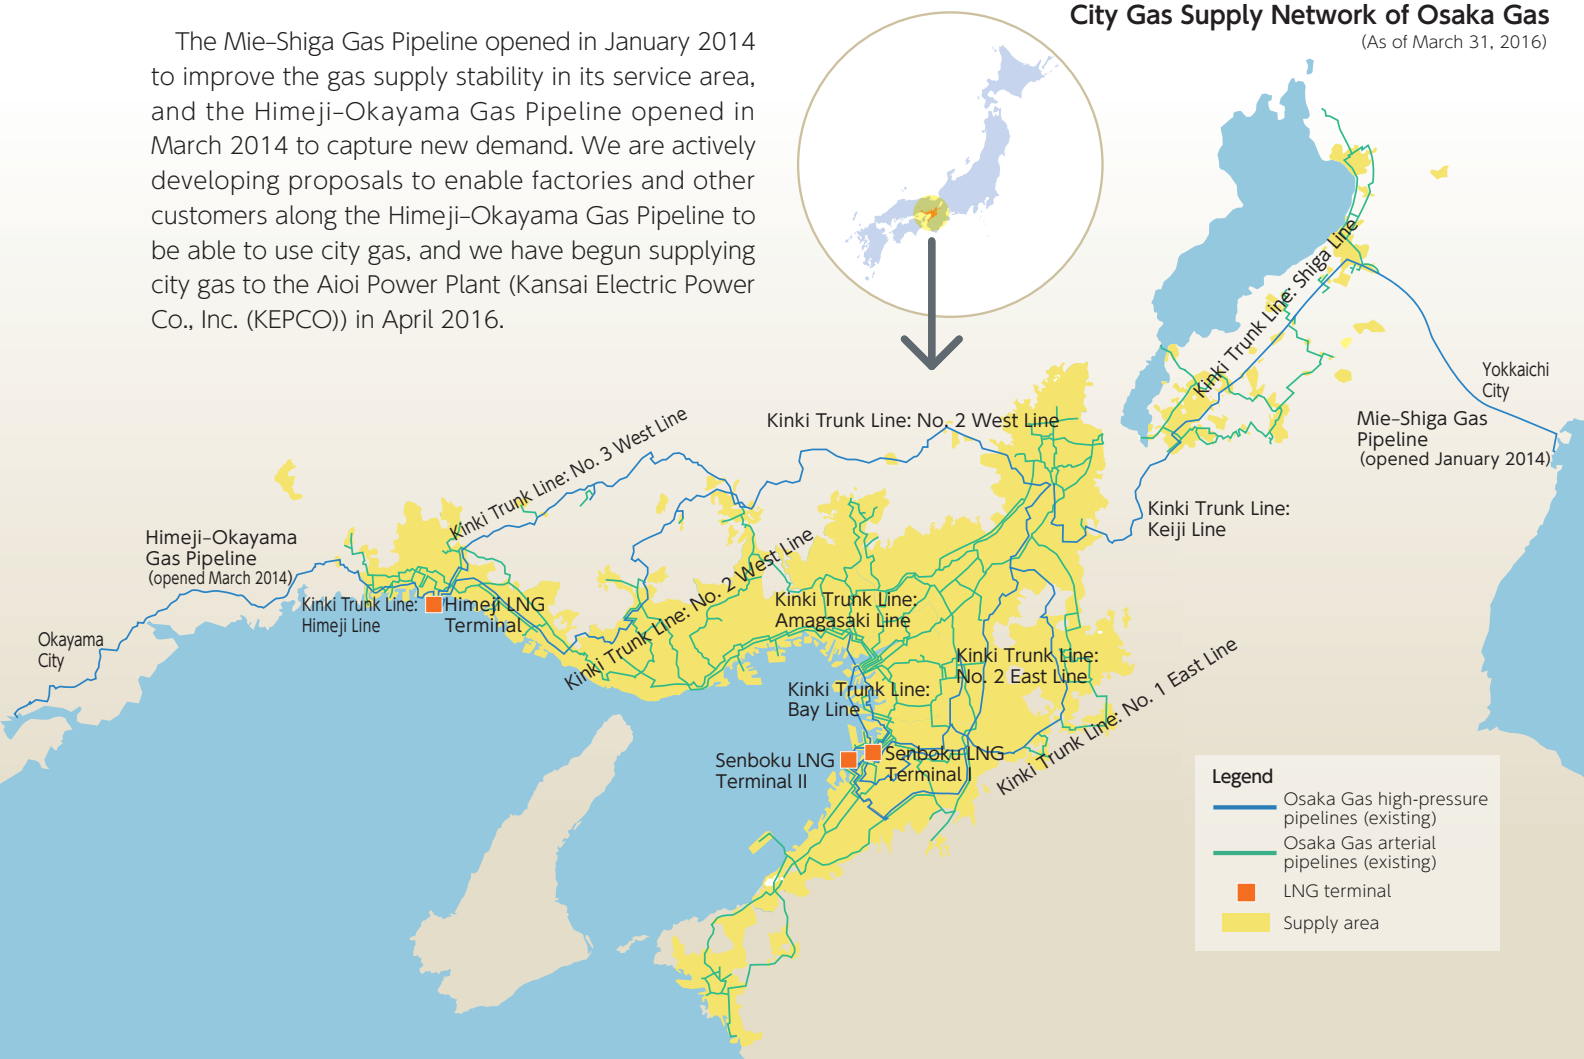 City Gas Supply Network of Osaka Gas
(As of March 31, 2016)
The Mie–Shiga Gas Pipeline opened in January 2014
to improve the gas supply stability in its service area,
and the Himeji–Okayama Gas Pipeline opened in
March 2014 to capture new demand. We are actively
developing proposals to enable factories and other
customers along the Himeji–Okayama Gas Pipeline to
be able to use city gas, and we have begun supplying
city gas to the Aioi Power Plant (Kansai Electric Power
Co., Inc. (KEPCO)) in April 2016.
Kinki Trunk Line: Shiga Line
Yokkaichi
City
Mie–Shiga Gas
Pipeline
(opened January 2014)
Kinki Trunk Line: No. 2 West Line
Kinki Trunk Line: No. 3 West Line
Kinki Trunk Line:
Keiji Line
Himeji–Okayama
Gas Pipeline
(opened March 2014)
Kinki Trunk Line: No. 2 West Line
Kinki Trunk Line:
Himeji Line
Himeji LNG
Terminal
Kinki Trunk Line:
Amagasaki Line
Okayama
City
Kinki Trunk Line:
No. 2 East Line
Kinki Trunk Line:
Bay Line
Kinki Trunk Line: No. 1 East Line
Senboku LNG
Terminal II
Senboku LNG
Terminal I
Legend
Osaka Gas high-pressure
pipelines (existing)
Osaka Gas arterial
pipelines (existing)
LNG terminal
Supply area